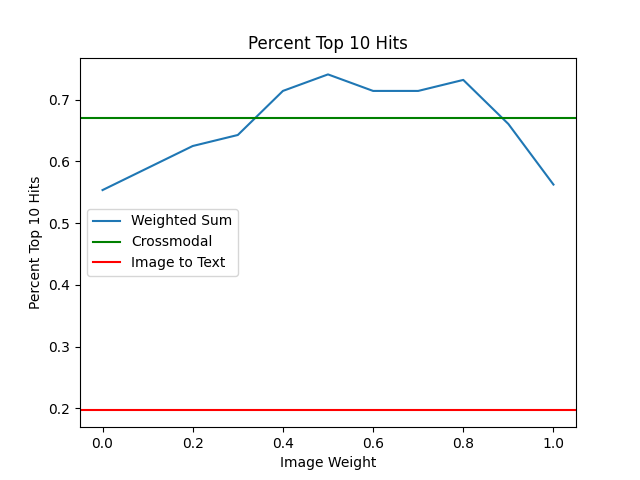 Percent Top 10 Hits
Percent Top 10 Hits
0.7
0.6
0.5
0.4
0.3
0.2
Weighted Sum
Crossmodal
Image to Text
0.0 0.2 0.4 0.6 0.8 1.0
Image Weight